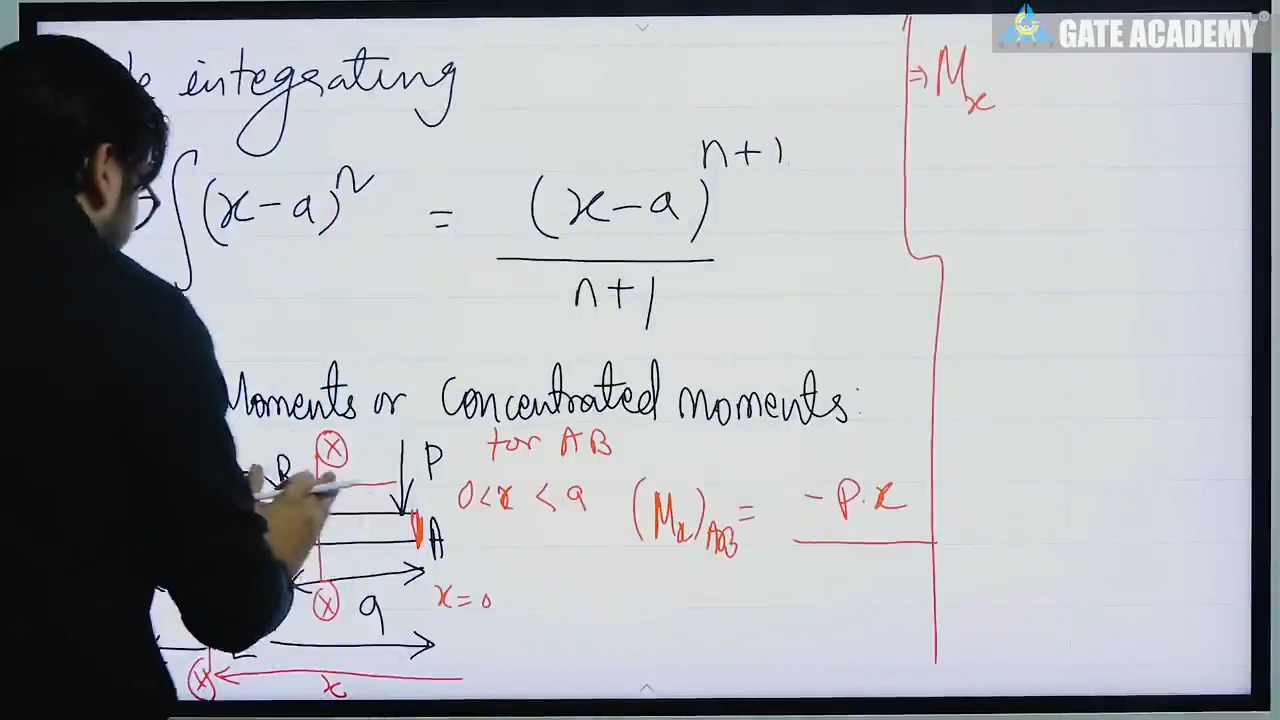 GATE ACADEMY
integrating
⇒ Mx
∫(x-a)^n = (x-a)^(n+1) / (n+1)
Moments or Concentrated moments:
for AB
B X P
0<x<a (Mx)AB = -P.x
A
X a x=0
L
X x